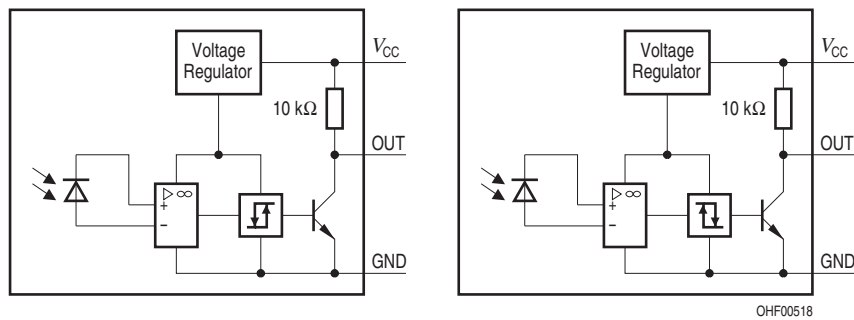 Voltage
Regulator
V_CC
10 kΩ
OUT
▷ ∞
+
−
GND
Voltage
Regulator
V_CC
10 kΩ
OUT
▷ ∞
+
−
GND
OHF00518